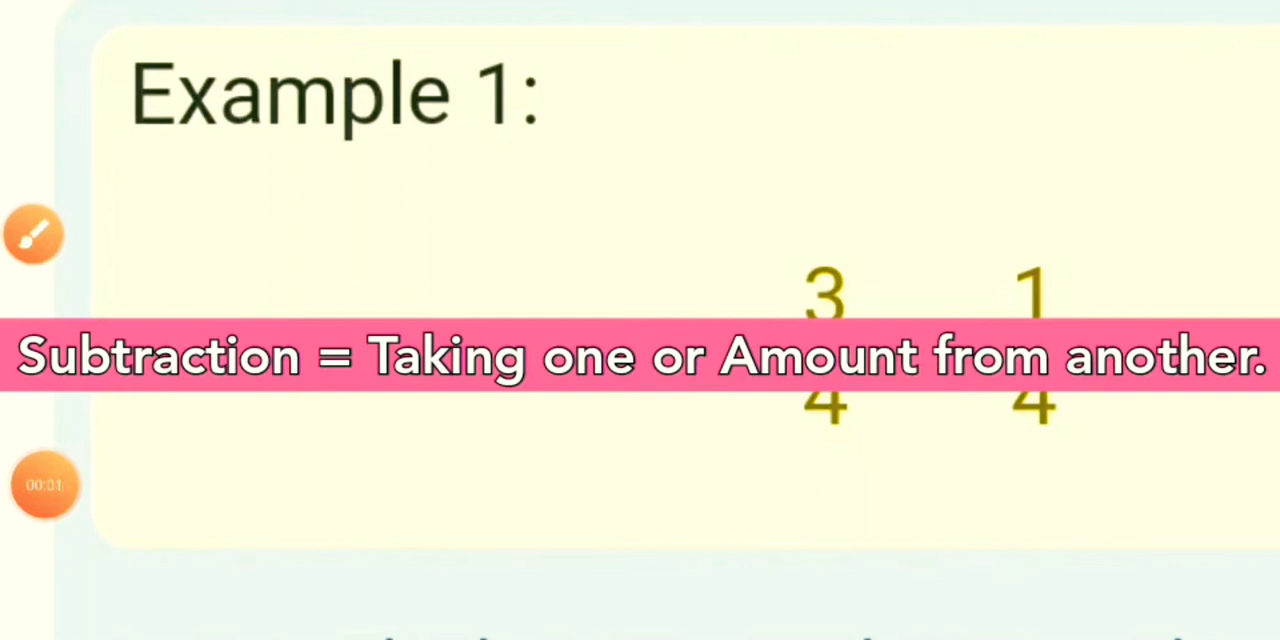 Example 1:
3 1
Subtraction = Taking one or Amount from another.
4 4
00:01